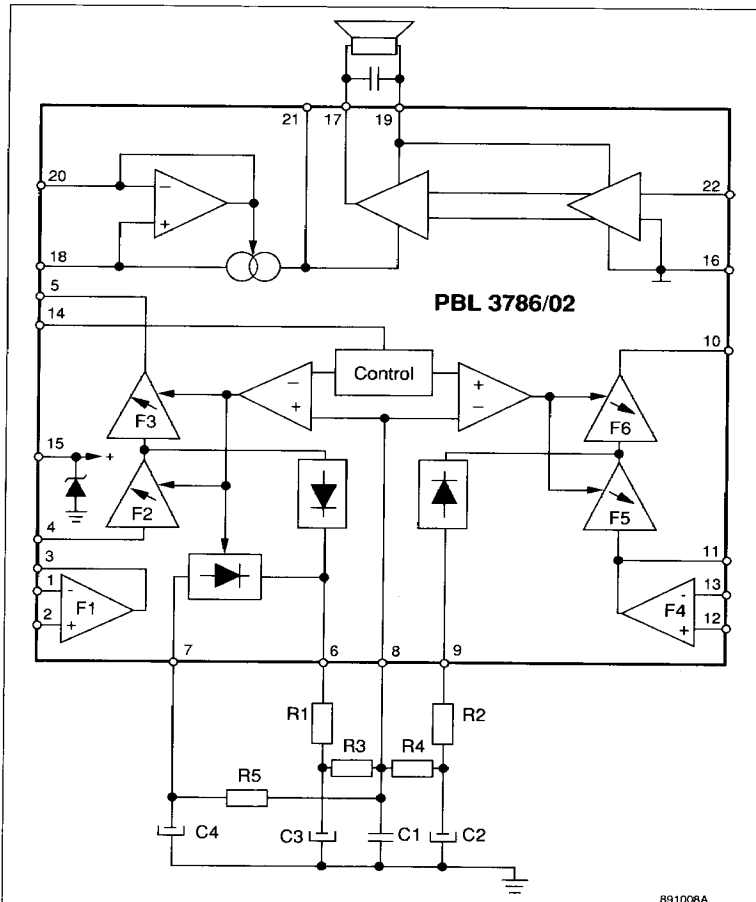 21 17 19
20 - + 22
18 16
5 PBL 3786/02
14 10
- + Control + -
F3 F6
15 +
F2 F5
4
3 11
1 - F1 - 13
2 + F4 + 12
7 6 8 9
R1 R2
R3 R4
R5
C4 C3 C1 C2
891008A